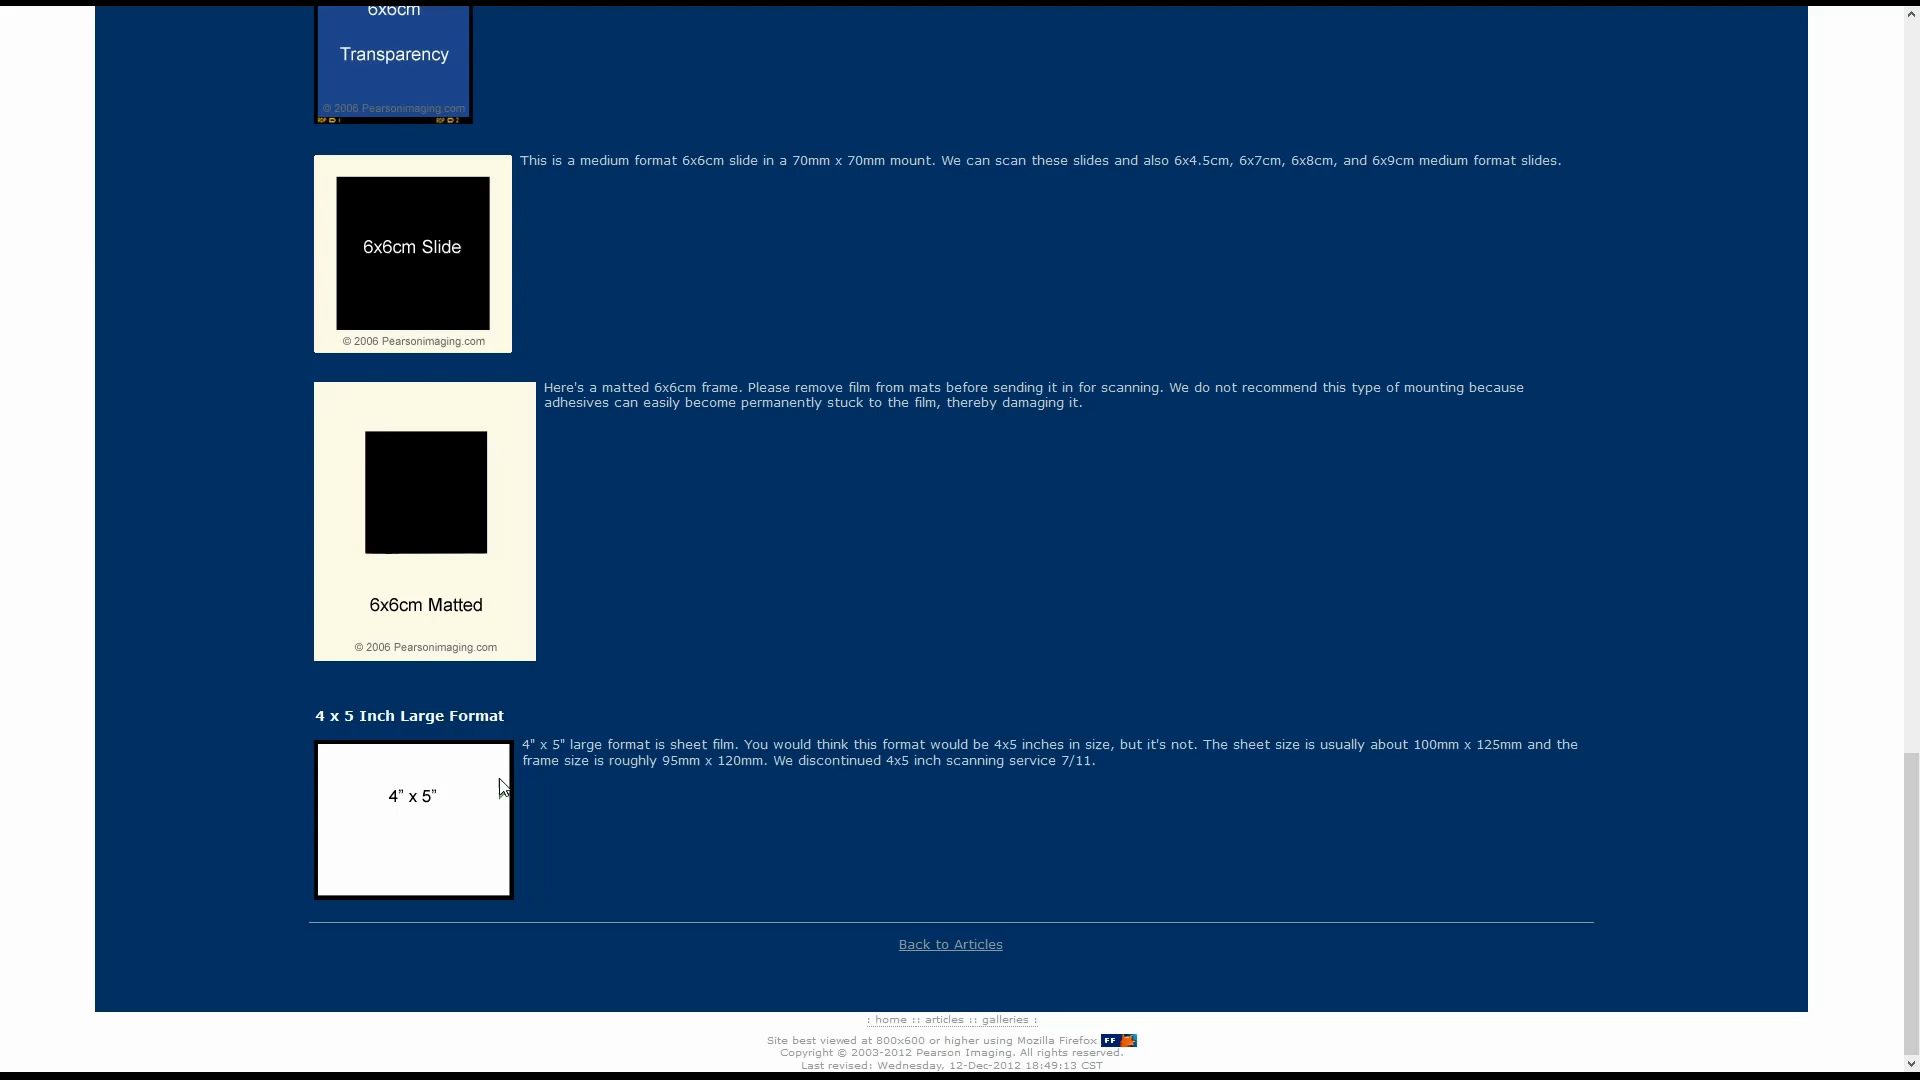 6x6cm
Transparency
© 2006 Pearsonimaging.com
RDP 1 RDP 2
This is a medium format 6x6cm slide in a 70mm x 70mm mount. We can scan these slides and also 6x4.5cm, 6x7cm, 6x8cm, and 6x9cm medium format slides.
6x6cm Slide
© 2006 Pearsonimaging.com
Here's a matted 6x6cm frame. Please remove film from mats before sending it in for scanning. We do not recommend this type of mounting because
adhesives can easily become permanently stuck to the film, thereby damaging it.
6x6cm Matted
© 2006 Pearsonimaging.com
4 x 5 Inch Large Format
4" x 5" large format is sheet film. You would think this format would be 4x5 inches in size, but it's not. The sheet size is usually about 100mm x 125mm and the
frame size is roughly 95mm x 120mm. We discontinued 4x5 inch scanning service 7/11.
4” x 5”
Back to Articles
: home :: articles :: galleries :
Site best viewed at 800x600 or higher using Mozilla Firefox FF
Copyright © 2003-2012 Pearson Imaging. All rights reserved.
Last revised: Wednesday, 12-Dec-2012 18:49:13 CST